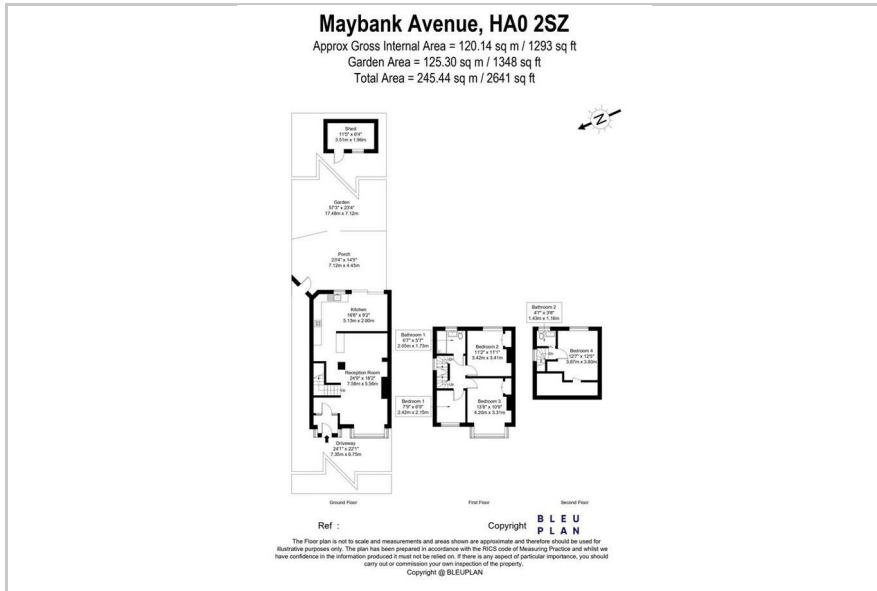 Maybank Avenue, HA0 2SZ
Approx Gross Internal Area = 120.14 sq m / 1293 sq ft
Garden Area = 125.30 sq m / 1348 sq ft
Total Area = 245.44 sq m / 2641 sq ft
N
Shed
11'5" x 6'4"
3.51m x 1.96m
Garden
57'3" x 23'4"
17.48m x 7.12m
Porch
23'4" x 14'5"
7.12m x 4.43m
Kitchen
16'8" x 9'2"
5.13m x 2.80m
Reception Room
24'9" x 18'2"
7.58m x 5.56m
Driveway
24'1" x 22'1"
7.35m x 6.75m
Ground Floor
Bathroom 1
6'7" x 5'7"
2.05m x 1.73m
Bedroom 2
11'2" x 11'1"
3.42m x 3.41m
Bedroom 1
2.42m x 2.15m
Bedroom 3
13'8" x 10'9"
4.20m x 3.31m
First Floor
Bathroom 2
4'7" x 3'8"
1.43m x 1.16m
Bedroom 4
12'7" x 12'5"
3.87m x 3.80m
Second Floor
Ref :
Copyright
BLEU
PLAN
The Floor plan is not to scale and measurements and areas shown are approximate and therefore should be used for
illustrative purposes only. The plan has been prepared in accordance with the RICS code of Measuring Practice and whilst we
have confidence in the information produced it must not be relied on. If there is any aspect of particular importance, you should
carry out or commission your own inspection of the property.
Copyright @ BLEUPLAN